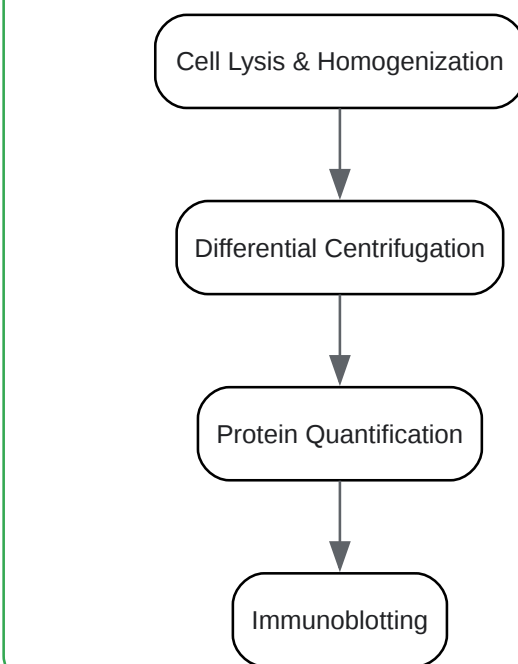 Cell Lysis & Homogenization
Differential Centrifugation
Protein Quantification
Immunoblotting